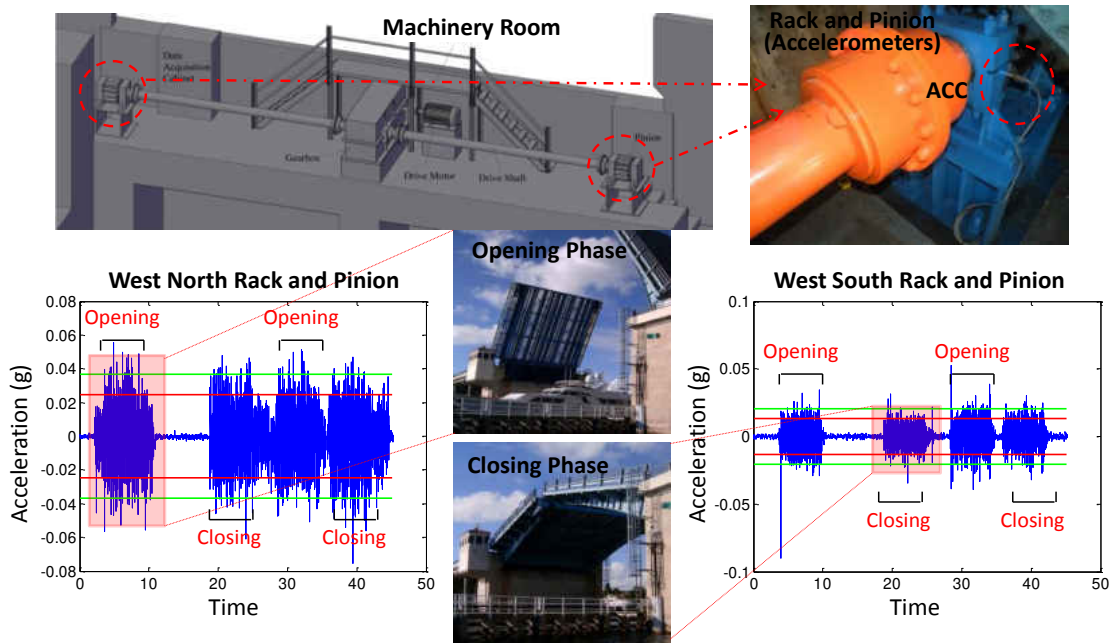 Machinery Room
Data
Acquisition
Cabinet
Gearbox
Drive Motor
Drive Shaft
Pinion
Rack and Pinion
(Accelerometers)
ACC
Opening Phase
Closing Phase
West North Rack and Pinion
Opening
Opening
Closing
Closing
0.08
0.06
0.04
0.02
0
-0.02
-0.04
-0.06
-0.08
Acceleration (g)
0
10
20
30
40
50
Time
West South Rack and Pinion
Opening
Opening
Closing
Closing
0.1
0.05
0
-0.05
-0.1
Acceleration (g)
0
10
20
30
40
50
Time